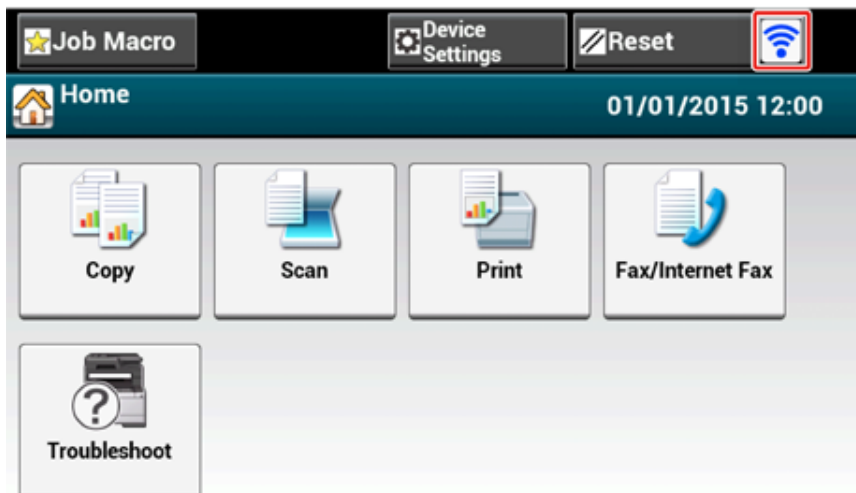 Job Macro
Device
Settings
Reset
Home
01/01/2015 12:00
Copy
Scan
Print
Fax/Internet Fax
?
Troubleshoot